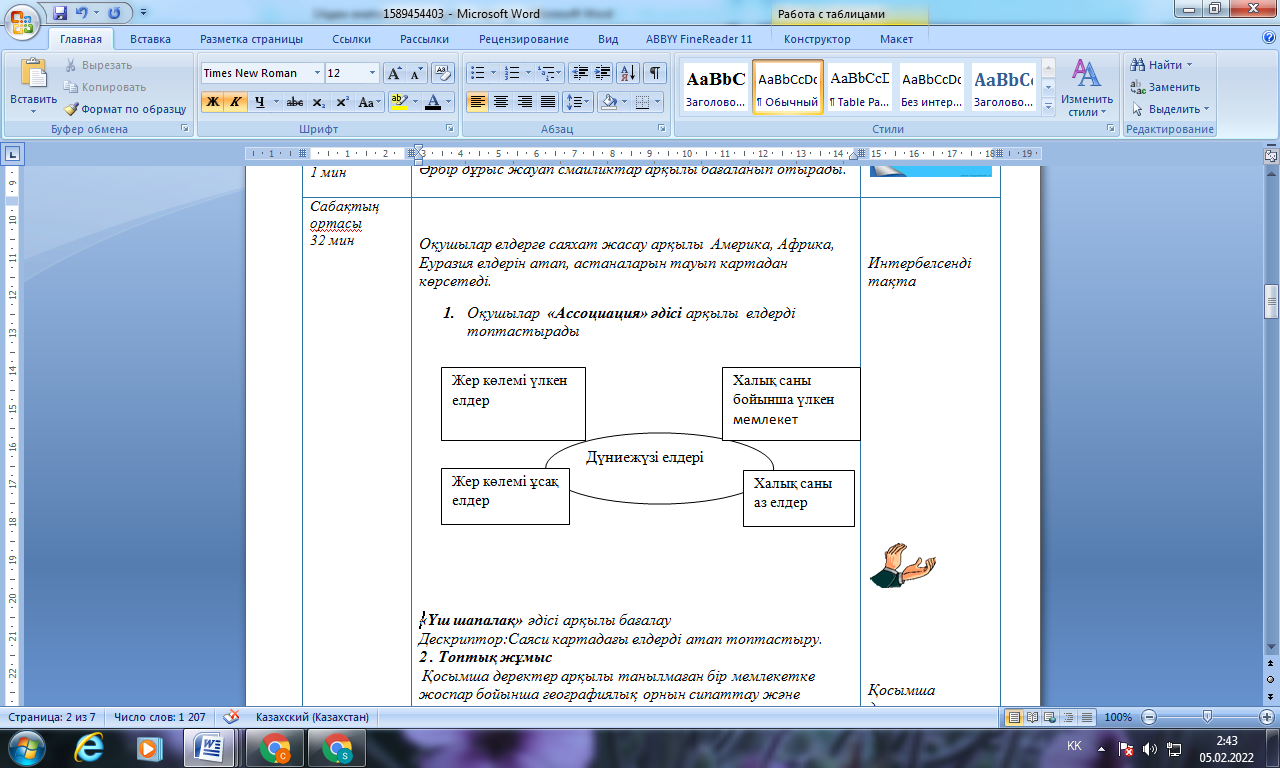 1589454403 - Microsoft Word
Работа с таблицами
Главная Вставка Разметка страницы Ссылки Рассылки Рецензирование Вид ABBYY FineReader 11 Конструктор Макет
Вставить
Вырезать
Копировать
Формат по образцу
Буфер обмена
Times New Roman 12
Ж К Ч abc x₂ x² Aa
Шрифт
Абзац
АаBbC AaBbCcDc AaBbCcD AaBbCcDc AaBbCc
Заголово... ¶ Обычный ¶ Table Pa... Без интер... Заголово...
Стили
Изменить стили
Найти
Заменить
Выделить
Редактирование
1 мин
Әрбір дұрыс жауап смайликтар арқылы бағаланып отырады.
Сабақтың
ортасы
32 мин
Оқушылар елдерге саяхат жасау арқылы Америка, Африка,
Еуразия елдерін атап, астаналарын тауып картадан
көрсетеді.
Интербелсенді
тақта
1. Оқушылар «Ассоциация» әдісі арқылы елдерді
топтастырады
Жер көлемі үлкен
елдер
Халық саны
бойынша үлкен
мемлекет
Дүниежүзі елдері
Жер көлемі ұсақ
елдер
Халық саны
аз елдер
«Үш шапалақ» әдісі арқылы бағалау
Дескриптор:Саяси картадағы елдерді атап топтастыру.
2 . Топтық жұмыс
Қосымша деректер арқылы танылмаған бір мемлекетке
жоспар бойынша географиялық орнын сипаттау және
Қосымша
Страница: 2 из 7 Число слов: 1 207 Казахский (Казахстан) 100%
KK
2:43
05.02.2022